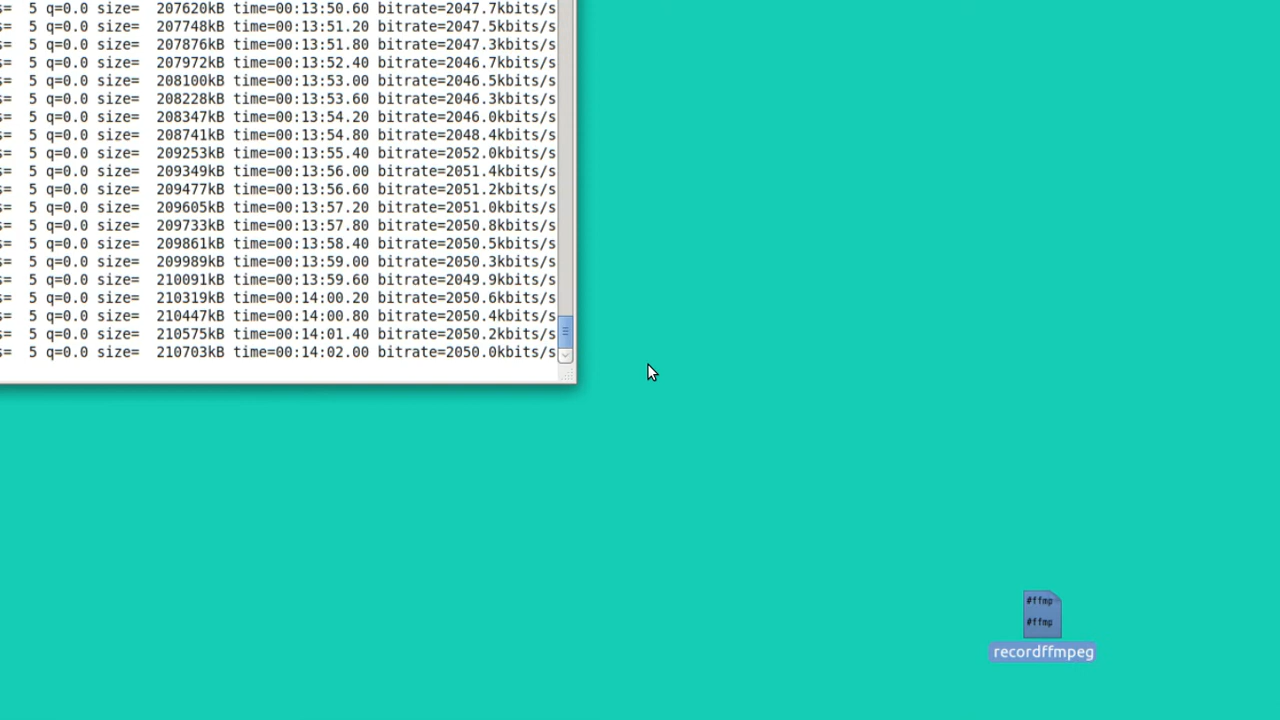 s=  5 q=0.0 size=  207620kB time=00:13:50.60 bitrate=2047.7kbits/s
s=  5 q=0.0 size=  207748kB time=00:13:51.20 bitrate=2047.5kbits/s
s=  5 q=0.0 size=  207876kB time=00:13:51.80 bitrate=2047.3kbits/s
s=  5 q=0.0 size=  207972kB time=00:13:52.40 bitrate=2046.7kbits/s
s=  5 q=0.0 size=  208100kB time=00:13:53.00 bitrate=2046.5kbits/s
s=  5 q=0.0 size=  208228kB time=00:13:53.60 bitrate=2046.3kbits/s
s=  5 q=0.0 size=  208347kB time=00:13:54.20 bitrate=2046.0kbits/s
s=  5 q=0.0 size=  208741kB time=00:13:54.80 bitrate=2048.4kbits/s
s=  5 q=0.0 size=  209253kB time=00:13:55.40 bitrate=2052.0kbits/s
s=  5 q=0.0 size=  209349kB time=00:13:56.00 bitrate=2051.4kbits/s
s=  5 q=0.0 size=  209477kB time=00:13:56.60 bitrate=2051.2kbits/s
s=  5 q=0.0 size=  209605kB time=00:13:57.20 bitrate=2051.0kbits/s
s=  5 q=0.0 size=  209733kB time=00:13:57.80 bitrate=2050.8kbits/s
s=  5 q=0.0 size=  209861kB time=00:13:58.40 bitrate=2050.5kbits/s
s=  5 q=0.0 size=  209989kB time=00:13:59.00 bitrate=2050.3kbits/s
s=  5 q=0.0 size=  210091kB time=00:13:59.60 bitrate=2049.9kbits/s
s=  5 q=0.0 size=  210319kB time=00:14:00.20 bitrate=2050.6kbits/s
s=  5 q=0.0 size=  210447kB time=00:14:00.80 bitrate=2050.4kbits/s
s=  5 q=0.0 size=  210575kB time=00:14:01.40 bitrate=2050.2kbits/s
s=  5 q=0.0 size=  210703kB time=00:14:02.00 bitrate=2050.0kbits/s
#ffmp
#ffmp
recordffmpeg